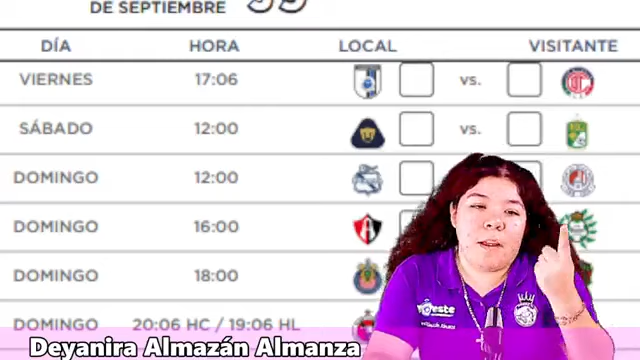 DE SEPTIEMBRE
DÍA HORA LOCAL VISITANTE
VIERNES 17:06 vs.
SÁBADO 12:00 vs.
DOMINGO 12:00
DOMINGO 16:00
DOMINGO 18:00
DOMINGO 20:06 HC / 19:06 HL
Deyanira Almazán Almanza